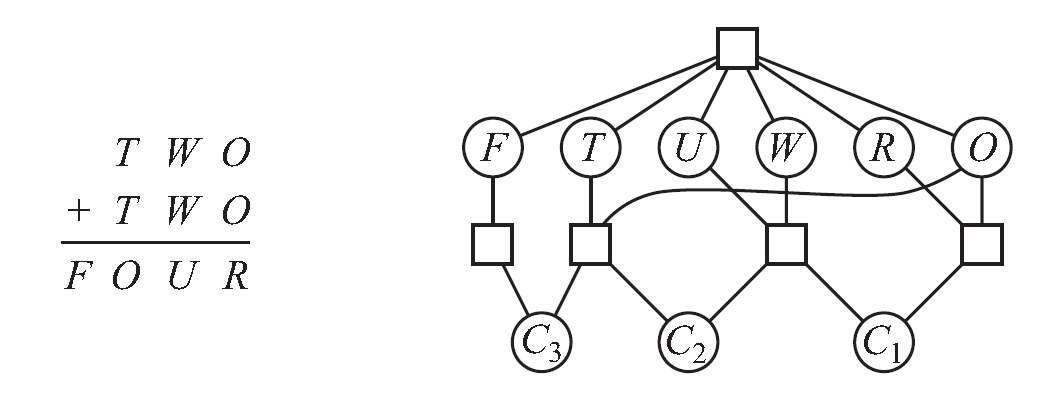 T W O
+ T W O
F O U R
F T U W R O
C3 C2 C1